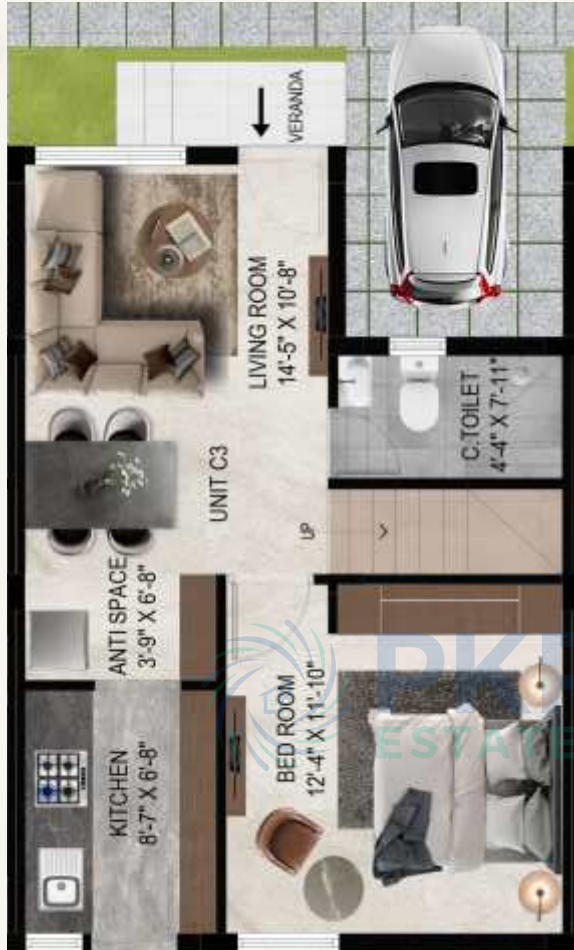 VERANDA
LIVING ROOM
14'-5" X 10'-8"
C.TOILET
4'-4" X 7'-11"
UNIT C3
UP
ANTI SPACE
3'-9" X 6'-8"
BED ROOM
12'-4" X 11'-10"
KITCHEN
8'-7" X 6'-8"
ESTATE